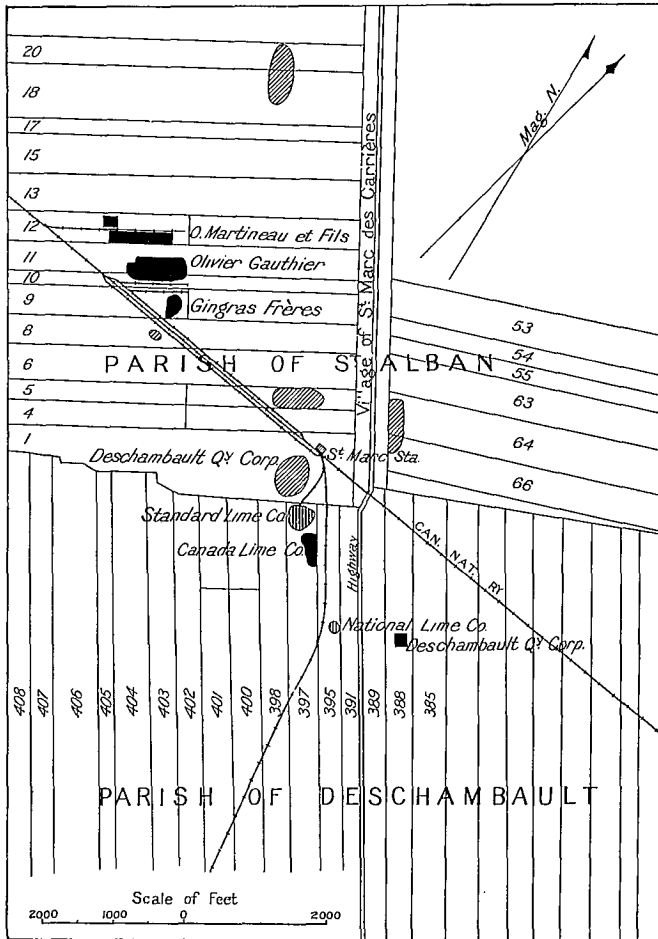 20
18
17
15
13
12
11
10
9
8
6
5
4
1
O. Martineau et Fils
Olivier Gauthier
Gingras Frères
Village of St. Marc des Carrières
Mag. N.
53
54
55
63
64
66
PARISH OF ST. ALBAN
Deschambault Qy. Corp.
St. Marc Sta.
Standard Lime Co
Canada Lime Co.
Highway
CAN. NAT. RY
National Lime Co.
Deschambault Qy. Corp.
408
407
406
405
404
403
402
401
400
398
397
395
391
389
388
385
PARISH OF DESCHAMBAULT
Scale of Feet
2000 1000 0 2000